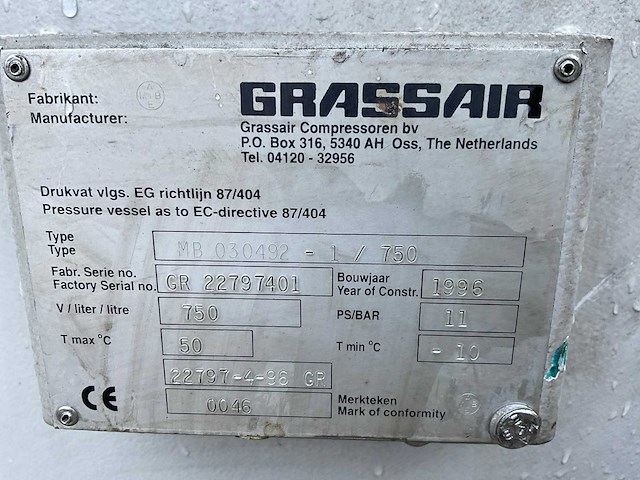 GRASSAIR
Fabrikant:
Manufacturer:
Grassair Compressoren bv
P.O. Box 316, 5340 AH Oss, The Netherlands
Tel. 04120 - 32956
Drukvat vlgs. EG richtlijn 87/404
Pressure vessel as to EC-directive 87/404
Type
Type
MB 030492 - 1 / 750
Fabr. Serie no.
Factory Serial no.
GR 22797401
Bouwjaar
Year of Constr.
1996
V / liter / litre
750
PS/BAR
11
T max °C
50
T min °C
- 10
22797-4-96 GR
CE
0046
Merkteken
Mark of conformity